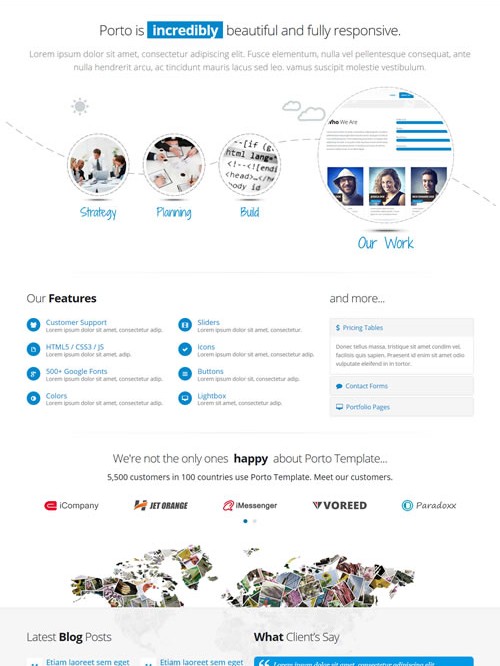 Porto is incredibly beautiful and fully responsive.
Lorem ipsum dolor sit amet, consectetur adipiscing elit. Fusce elementum, nulla vel pellentesque consequat, ante
nulla hendrerit arcu, ac tincidunt mauris lacus sed leo. vamus suscipit molestie vestibulum.
Who We Are
--[if (g
html lang=
<!--<![endi
<head>
body id
Strategy
Planning
Build
Our Work
Our Features
and more...
Customer Support
Lorem ipsum dolor sit amet, consectetur adip.
Sliders
Lorem ipsum dolor sit amet, consectetur.
$ Pricing Tables
HTML5 / CSS3 / JS
Lorem ipsum dolor sit amet, adip.
Icons
Lorem ipsum dolor sit amet, consectetur adip.
Donec tellus massa, tristique sit amet condim vel,
facilisis quis sapien. Praesent id enim sit amet odio
vulputate eleifend in in tortor.
500+ Google Fonts
Lorem ipsum dolor sit amet, consectetur adip.
Buttons
Lorem ipsum dolor sit, consectetur adip.
Contact Forms
Colors
Lorem ipsum dolor sit amet, consectetur adip.
Lightbox
Lorem ipsum dolor sit amet, consectetur adip.
Portfolio Pages
We're not the only ones happy about Porto Template...
5,500 customers in 100 countries use Porto Template. Meet our customers.
iCompany
JET ORANGE
iMessenger
VOREED
Paradoxx
Latest Blog Posts
What Client's Say
Etiam laoreet sem eget
Etiam laoreet sem eget
Lorem ipsum dolor sit amet, consectetur adipiscing elit.